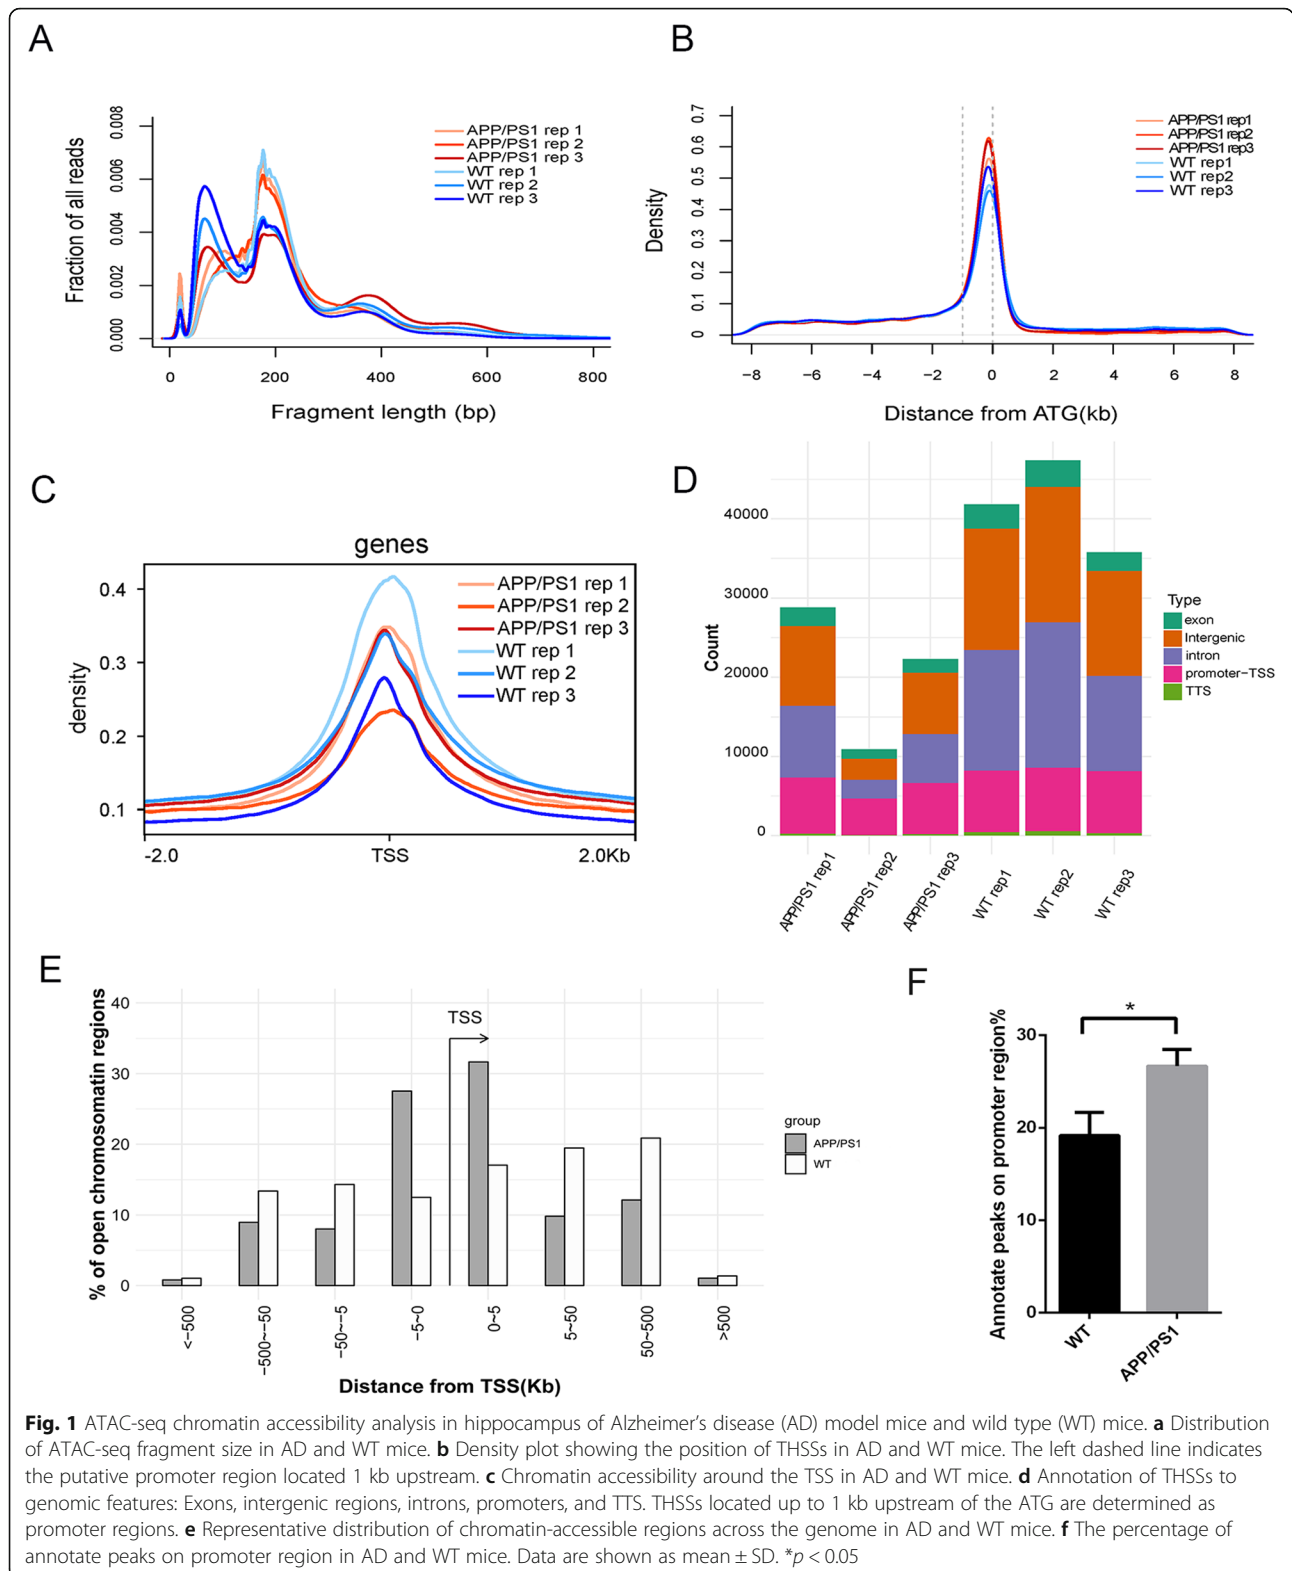 A
0.008
0.006
0.004
0.002
0.000
Fraction of all reads
APP/PS1 rep 1
APP/PS1 rep 2
APP/PS1 rep 3
WT rep 1
WT rep 2
WT rep 3
0 200 400 600 800
Fragment length (bp)
B
0.7
0.6
0.5
0.4
0.3
0.2
0.1
0
Density
APP/PS1 rep1
APP/PS1 rep2
APP/PS1 rep3
WT rep1
WT rep2
WT rep3
−8 −6 −4 −2 0 2 4 6 8
Distance from ATG(kb)
C
genes
0.4
0.3
0.2
0.1
density
APP/PS1 rep 1
APP/PS1 rep 2
APP/PS1 rep 3
WT rep 1
WT rep 2
WT rep 3
-2.0 TSS 2.0Kb
D
40000
30000
20000
10000
0
Count
Type
exon
Intergenic
intron
promoter−TSS
TTS
APP/PS1 rep1
APP/PS1 rep2
APP/PS1 rep3
WT rep1
WT rep2
WT rep3
E
40
30
20
10
0
% of open chromosomatin regions
TSS
group
APP/PS1
WT
<−500
−500~−50
−50~−5
−5~0
0~5
5~50
50~500
>500
Distance from TSS(Kb)
F
Annotate peaks on promoter region%
30
20
10
0
*
WT
APP/PS1
Fig. 1 ATAC-seq chromatin accessibility analysis in hippocampus of Alzheimer's disease (AD) model mice and wild type (WT) mice. a Distribution
of ATAC-seq fragment size in AD and WT mice. b Density plot showing the position of THSSs in AD and WT mice. The left dashed line indicates
the putative promoter region located 1 kb upstream. c Chromatin accessibility around the TSS in AD and WT mice. d Annotation of THSSs to
genomic features: Exons, intergenic regions, introns, promoters, and TTS. THSSs located up to 1 kb upstream of the ATG are determined as
promoter regions. e Representative distribution of chromatin-accessible regions across the genome in AD and WT mice. f The percentage of
annotate peaks on promoter region in AD and WT mice. Data are shown as mean ± SD. *p < 0.05